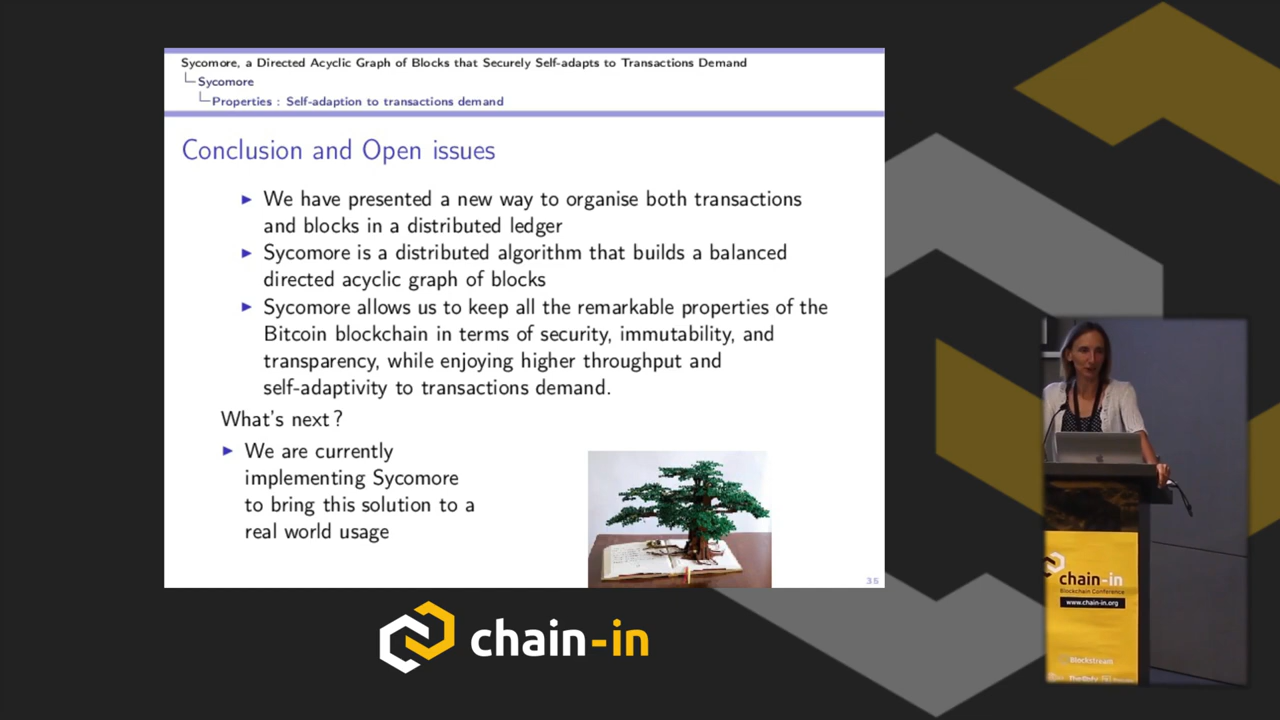 Sycomore, a Directed Acyclic Graph of Blocks that Securely Self-adapts to Transactions Demand
Sycomore
Properties : Self-adaption to transactions demand
Conclusion and Open issues
We have presented a new way to organise both transactions
and blocks in a distributed ledger
Sycomore is a distributed algorithm that builds a balanced
directed acyclic graph of blocks
Sycomore allows us to keep all the remarkable properties of the
Bitcoin blockchain in terms of security, immutability, and
transparency, while enjoying higher throughput and
self-adaptivity to transactions demand.
What's next ?
We are currently
implementing Sycomore
to bring this solution to a
real world usage
35
chain-in
chain-in
Blockchain Conference
www.chain-in.org
Blockstream